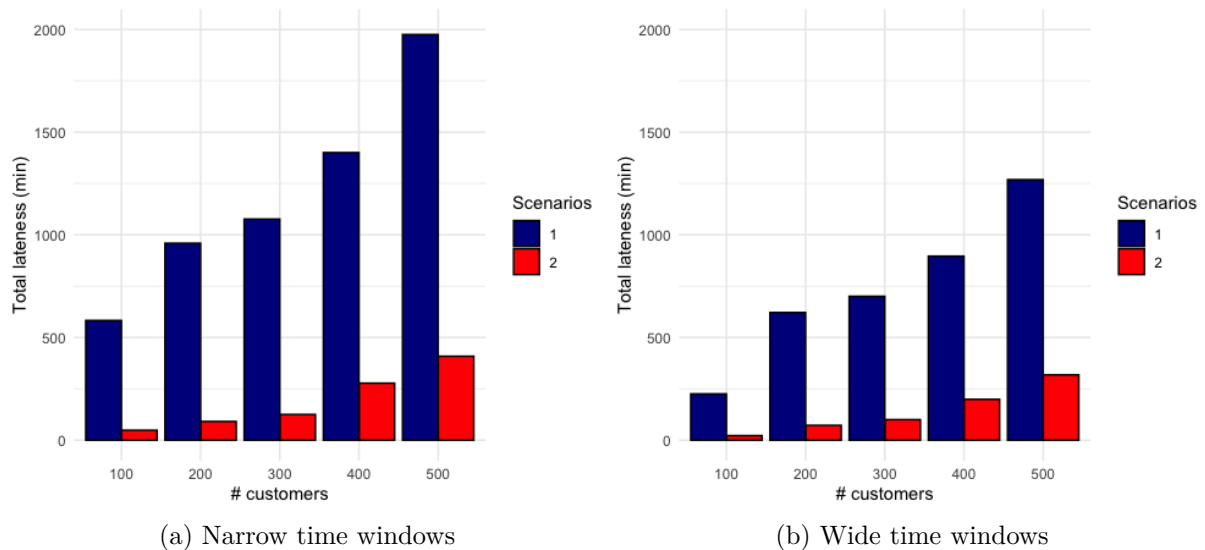 2000
1500
1000
500
0
Total lateness (min)
100 200 300 400 500
# customers
Scenarios
1
2
(a) Narrow time windows
2000
1500
1000
500
0
Total lateness (min)
100 200 300 400 500
# customers
Scenarios
1
2
(b) Wide time windows